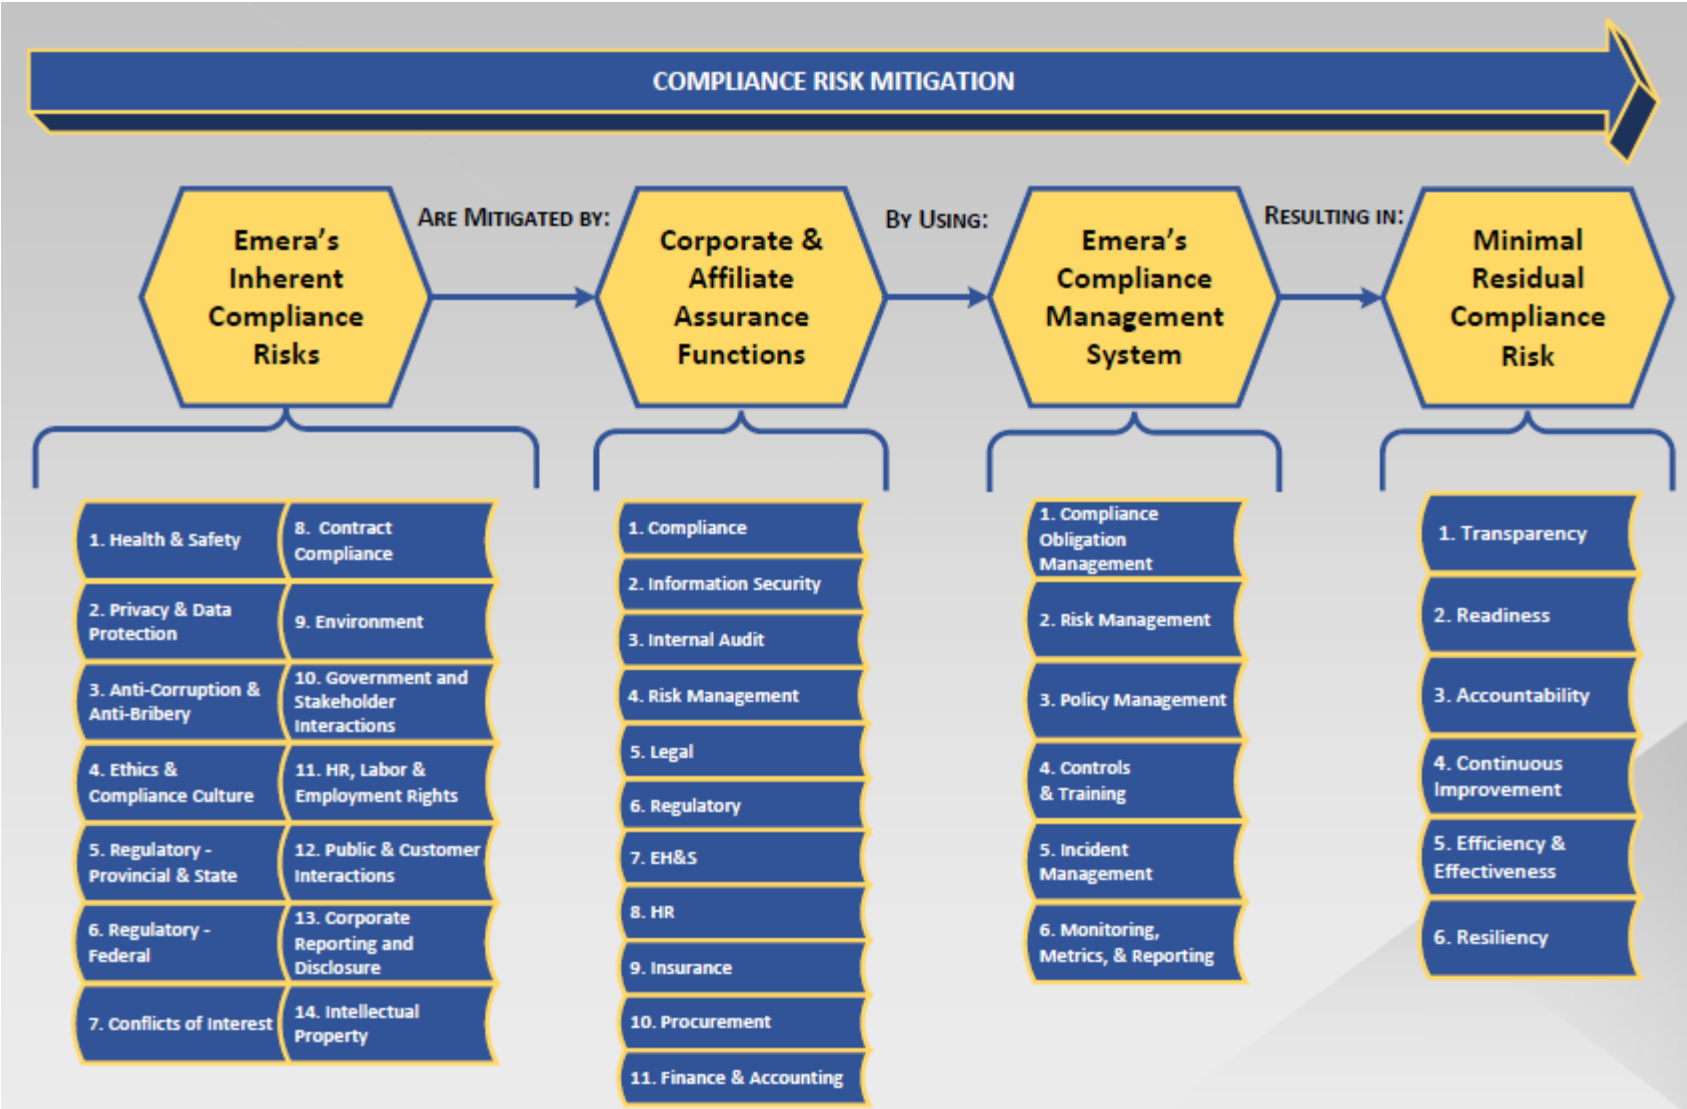 COMPLIANCE RISK MITIGATION
Emera's
Inherent
Compliance
Risks
ARE MITIGATED BY:
Corporate &
Affiliate
Assurance
Functions
BY USING:
Emera's
Compliance
Management
System
RESULTING IN:
Minimal
Residual
Compliance
Risk
1. Health & Safety
2. Privacy & Data
Protection
3. Anti-Corruption &
Anti-Bribery
4. Ethics &
Compliance Culture
5. Regulatory -
Provincial & State
6. Regulatory -
Federal
7. Conflicts of Interest
8. Contract
Compliance
9. Environment
10. Government and
Stakeholder
Interactions
11. HR, Labor &
Employment Rights
12. Public & Customer
Interactions
13. Corporate
Reporting and
Disclosure
14. Intellectual
Property
1. Compliance
2. Information Security
3. Internal Audit
4. Risk Management
5. Legal
6. Regulatory
7. EH&S
8. HR
9. Insurance
10. Procurement
11. Finance & Accounting
1. Compliance
Obligation
Management
2. Risk Management
3. Policy Management
4. Controls
& Training
5. Incident
Management
6. Monitoring,
Metrics, & Reporting
1. Transparency
2. Readiness
3. Accountability
4. Continuous
Improvement
5. Efficiency &
Effectiveness
6. Resiliency